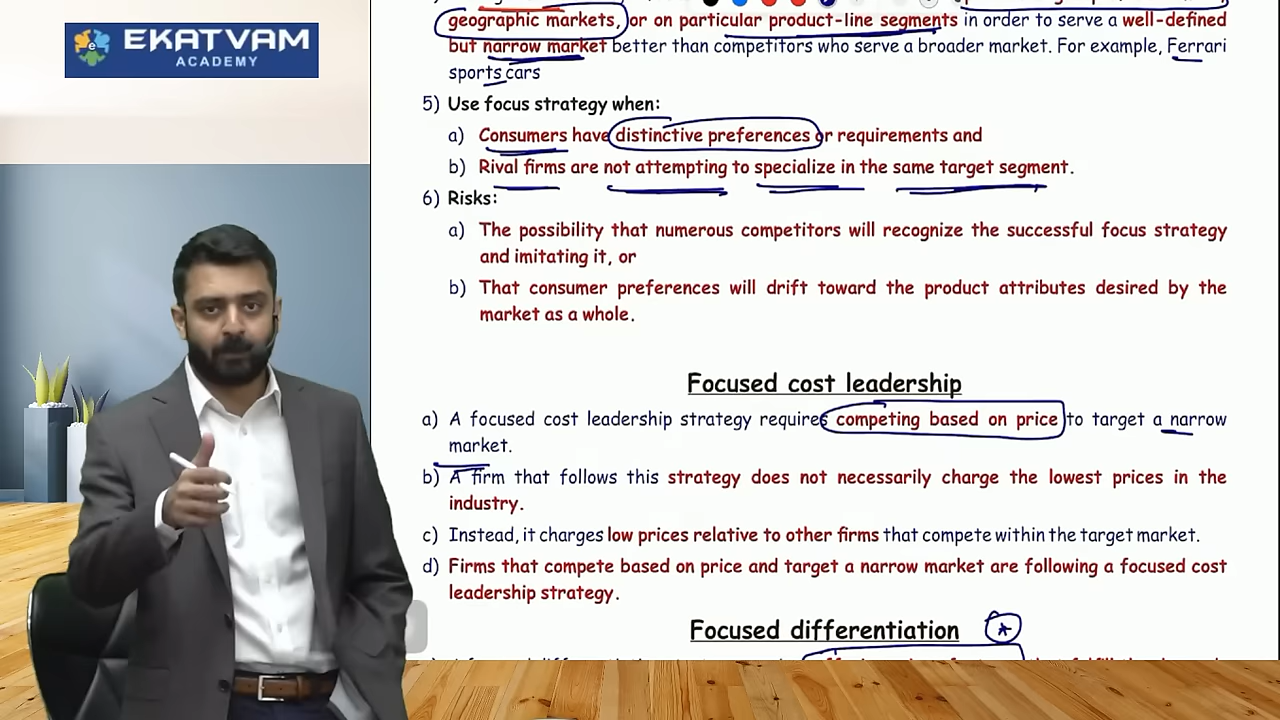 EKATVAM
ACADEMY
geographic markets, or on particular product-line segments in order to serve a well-defined
but narrow market better than competitors who serve a broader market. For example, Ferrari
sports cars
5) Use focus strategy when:
a) Consumers have distinctive preferences or requirements and
b) Rival firms are not attempting to specialize in the same target segment.
6) Risks:
a) The possibility that numerous competitors will recognize the successful focus strategy
and imitating it, or
b) That consumer preferences will drift toward the product attributes desired by the
market as a whole.
Focused cost leadership
a) A focused cost leadership strategy requires competing based on price to target a narrow
market.
b) A firm that follows this strategy does not necessarily charge the lowest prices in the
industry.
c) Instead, it charges low prices relative to other firms that compete within the target market.
d) Firms that compete based on price and target a narrow market are following a focused cost
leadership strategy.
Focused differentiation